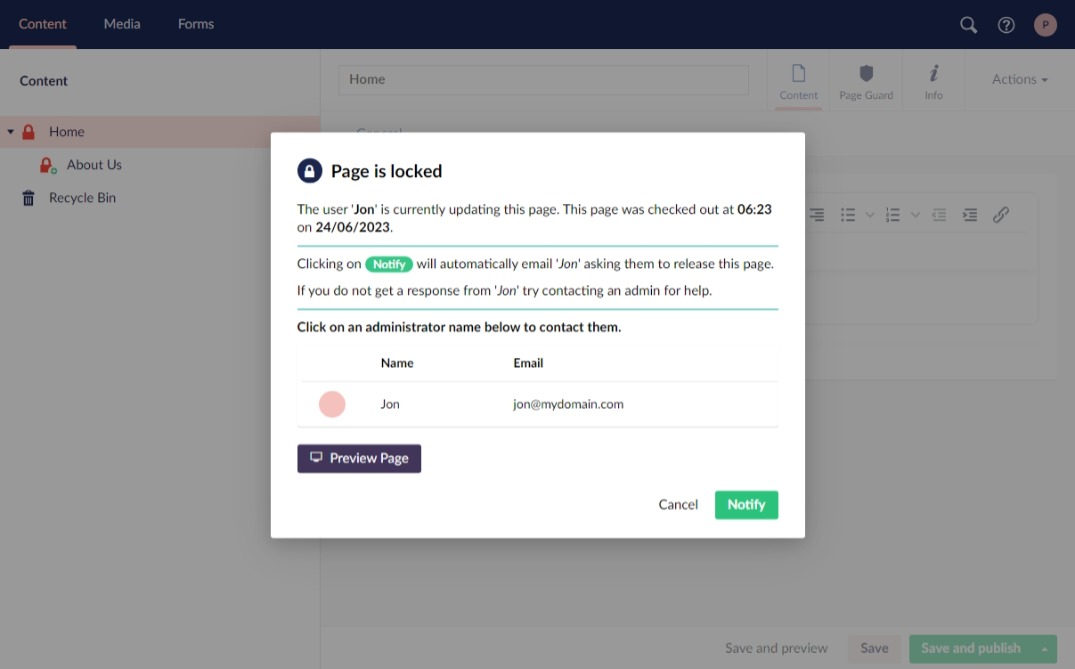 Content Media Forms P
Content
Home
Content
Page Guard
Info
Actions
General
Home
About Us
Recycle Bin
Page is locked
The user 'Jon' is currently updating this page. This page was checked out at 06:23
on 24/06/2023.
Clicking on Notify will automatically email 'Jon' asking them to release this page.
If you do not get a response from 'Jon' try contacting an admin for help.
Click on an administrator name below to contact them.
Name Email
Jon jon@mydomain.com
Preview Page
Cancel Notify
Save and preview Save Save and publish